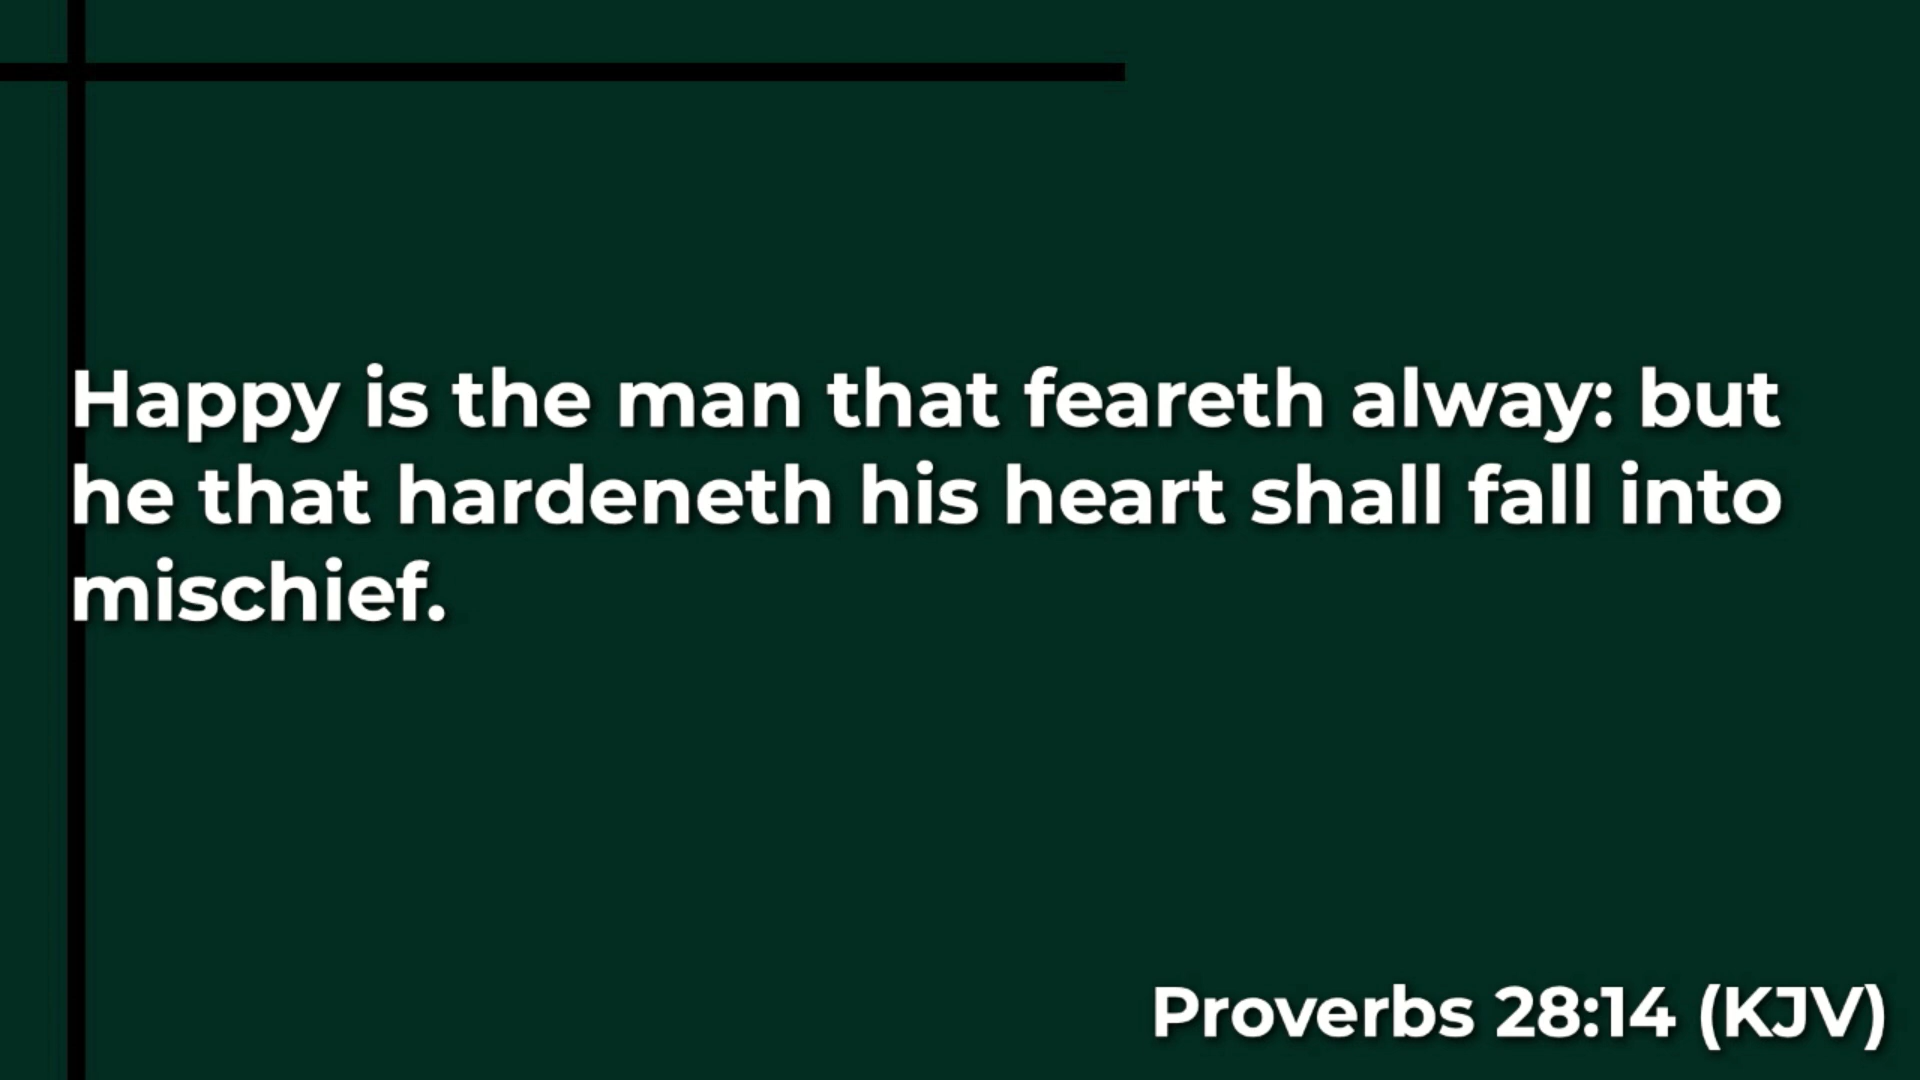 Happy is the man that feareth alway: but
he that hardeneth his heart shall fall into
mischief.
Proverbs 28:14 (KJV)